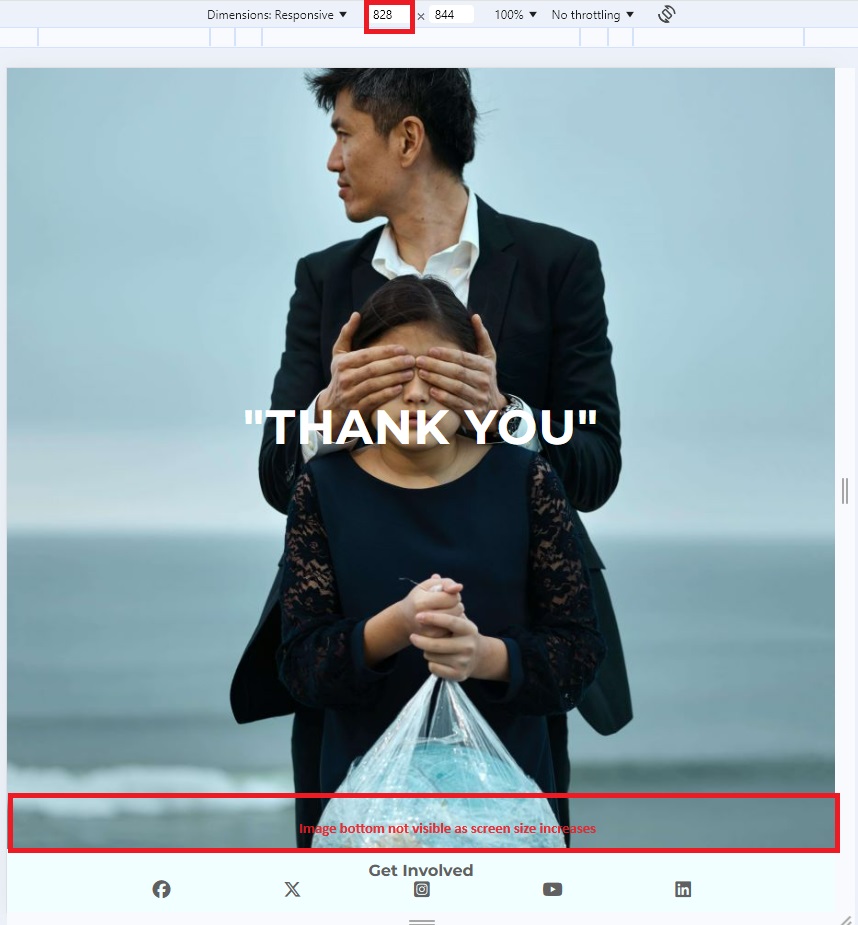 Dimensions: Responsive ▼ 828 × 844 100% ▼ No throttling ▼
"THANK YOU"
Image bottom not visible as screen size increases
Get Involved